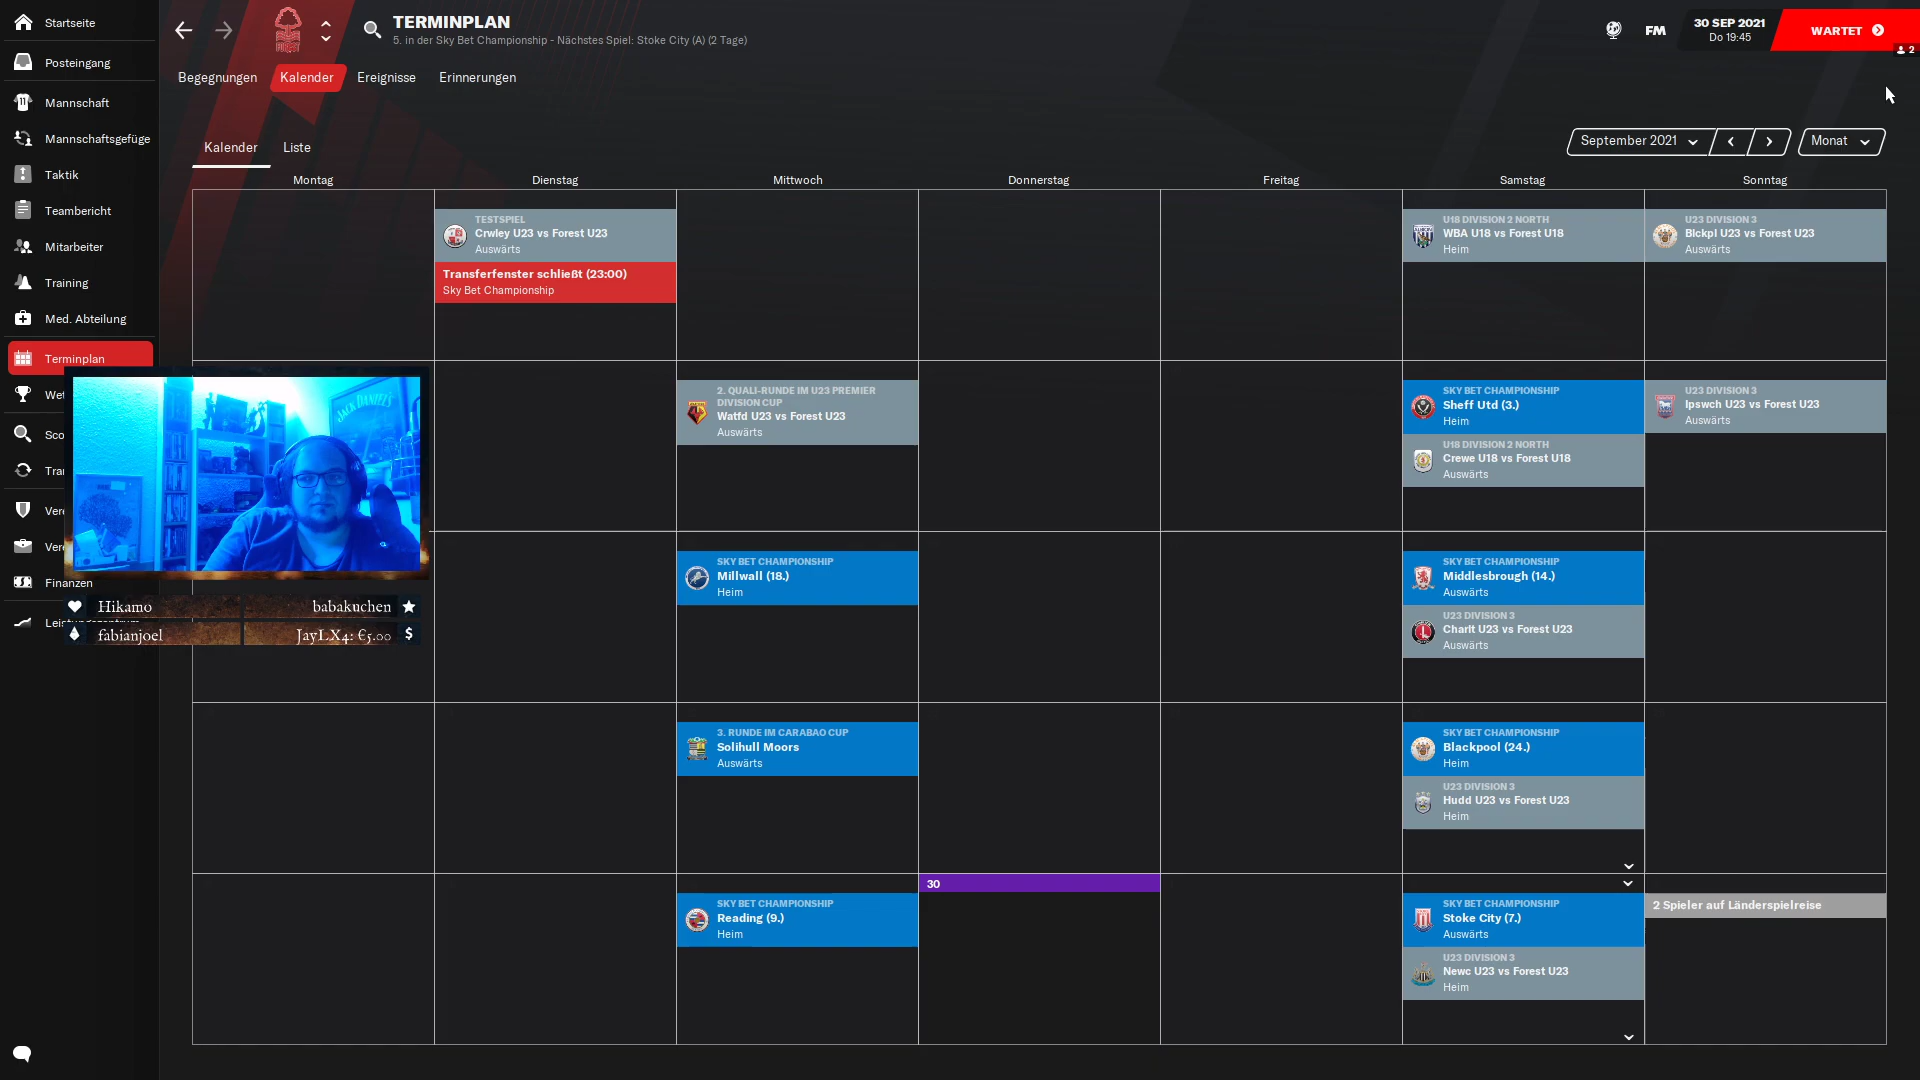 Startseite
Posteingang
Mannschaft
Mannschaftsgefüge
Taktik
Teambericht
Mitarbeiter
Training
Med. Abteilung
Terminplan
Wet
Sco
Tra
Ver
Ver
Finanzen
TERMINPLAN
5. in der Sky Bet Championship - Nächstes Spiel: Stoke City (A) (2 Tage)
FM
30 SEP 2021
Do 19:45
WARTET
2
Begegnungen
Kalender
Ereignisse
Erinnerungen
Kalender
Liste
September 2021
Monat
Montag
Dienstag
Mittwoch
Donnerstag
Freitag
Samstag
Sonntag
TESTSPIEL
Crwley U23 vs Forest U23
Auswärts
Transferfenster schließt (23:00)
Sky Bet Championship
U18 DIVISION 2 NORTH
WBA U18 vs Forest U18
Heim
U23 DIVISION 3
Blckpl U23 vs Forest U23
Auswärts
2. QUALI-RUNDE IM U23 PREMIER
DIVISION CUP
Watfd U23 vs Forest U23
Auswärts
SKY BET CHAMPIONSHIP
Sheff Utd (3.)
Heim
U18 DIVISION 2 NORTH
Crewe U18 vs Forest U18
Auswärts
U23 DIVISION 3
Ipswch U23 vs Forest U23
Auswärts
JACK DANIEL'S
SKY BET CHAMPIONSHIP
Millwall (18.)
Heim
SKY BET CHAMPIONSHIP
Middlesbrough (14.)
Auswärts
U23 DIVISION 3
Charlt U23 vs Forest U23
Auswärts
Hikamo
babakuchen
fabianjoel
JayLX4: €5.00
3. RUNDE IM CARABAO CUP
Solihull Moors
Auswärts
SKY BET CHAMPIONSHIP
Blackpool (24.)
Heim
U23 DIVISION 3
Hudd U23 vs Forest U23
Heim
30
SKY BET CHAMPIONSHIP
Reading (9.)
Heim
SKY BET CHAMPIONSHIP
Stoke City (7.)
Auswärts
U23 DIVISION 3
Newc U23 vs Forest U23
Heim
2 Spieler auf Länderspielreise